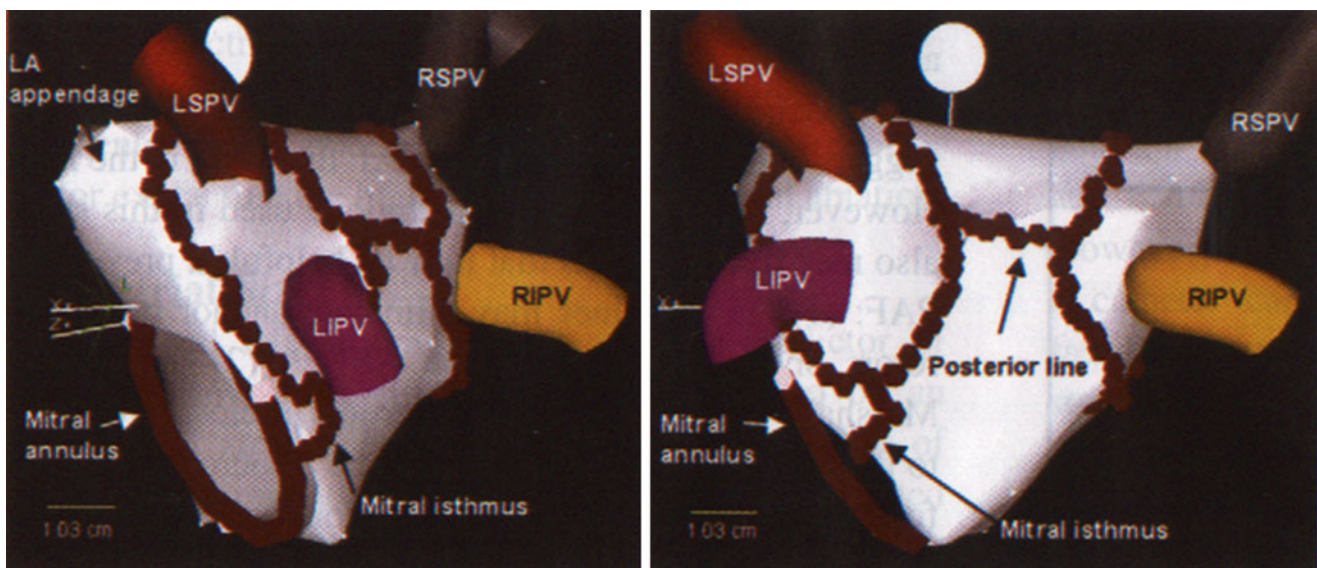 LA
appendage
LSPV
RSPV
LIPV
RIPV
Mitral
annulus
Mitral isthmus
1.03 cm
LSPV
RSPV
LIPV
RIPV
Posterior line
Mitral
annulus
Mitral isthmus
1.03 cm